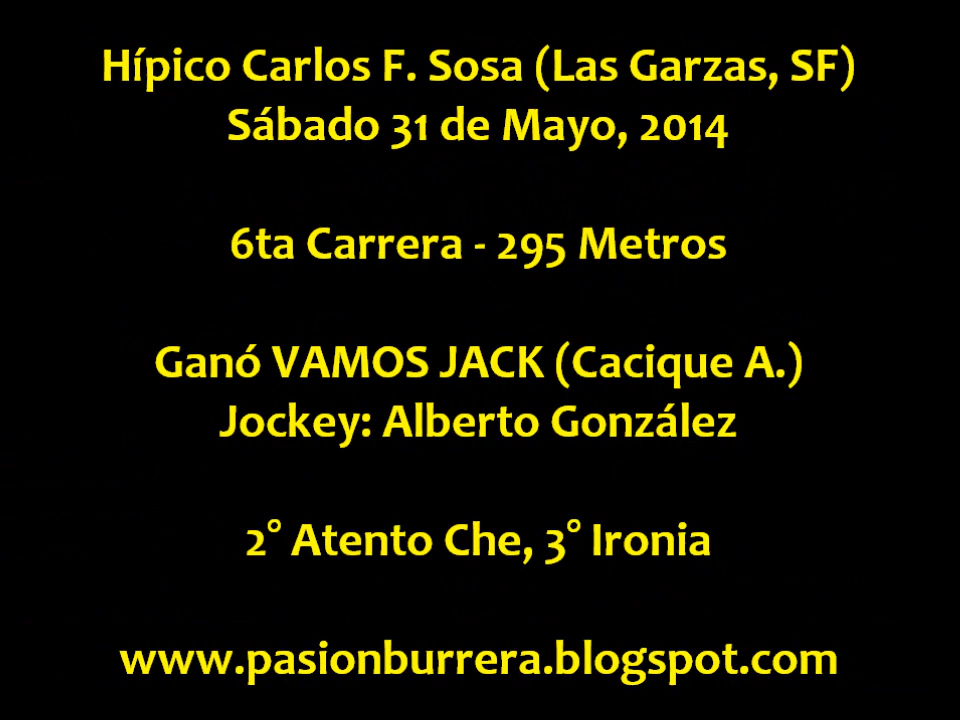 Hípico Carlos F. Sosa (Las Garzas, SF)
Sábado 31 de Mayo, 2014
6ta Carrera - 295 Metros
Ganó VAMOS JACK (Cacique A.)
Jockey: Alberto González
2° Atento Che, 3° Ironia
www.pasionburrera.blogspot.com